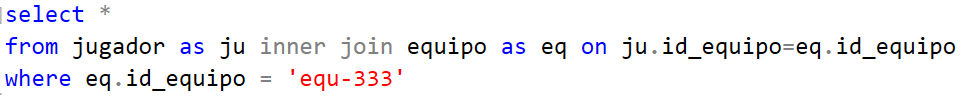 select *
from jugador as ju inner join equipo as eq on ju.id_equipo=eq.id_equipo
where eq.id_equipo = 'equ-333'